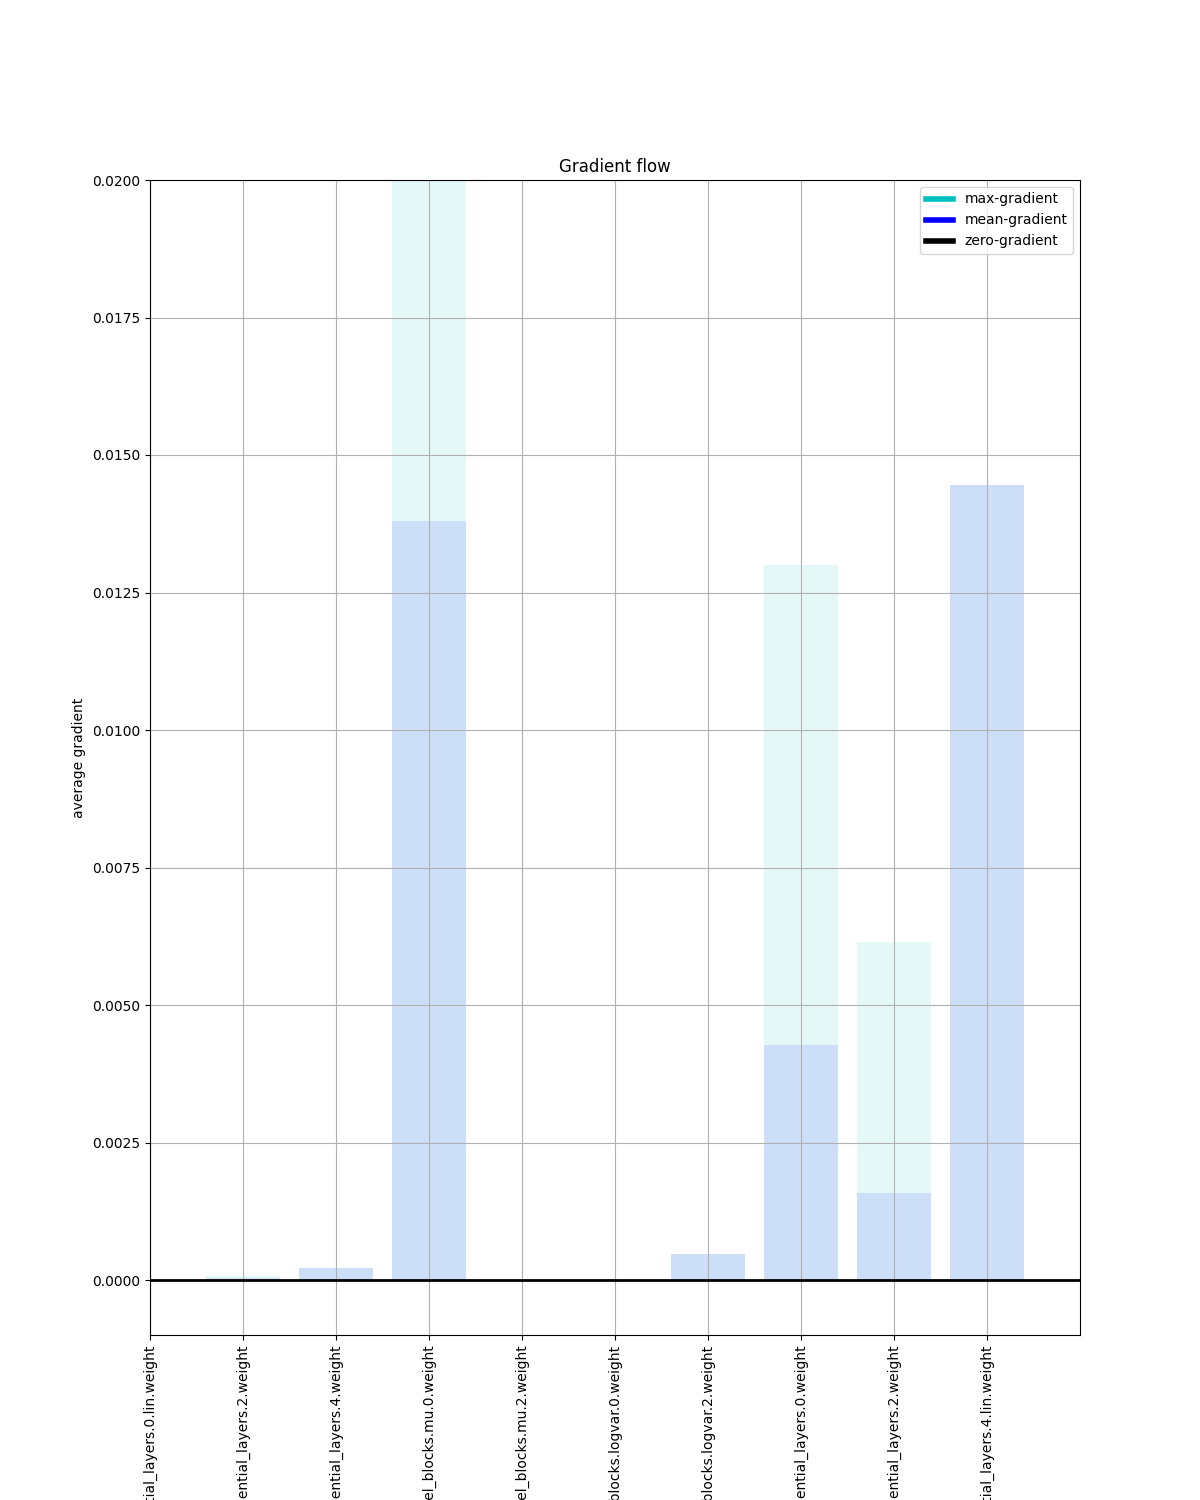 Gradient flow
max-gradient
mean-gradient
zero-gradient
0.0200
0.0175
0.0150
0.0125
0.0100
0.0075
0.0050
0.0025
0.0000
average gradient
tial_layers.0.lin.weight
ential_layers.2.weight
ential_layers.4.weight
el_blocks.mu.0.weight
el_blocks.mu.2.weight
blocks.logvar.0.weight
blocks.logvar.2.weight
ential_layers.0.weight
ential_layers.2.weight
tial_layers.4.lin.weight